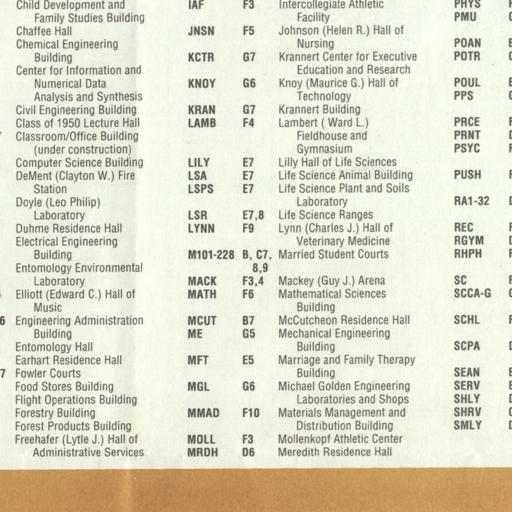 Child Development and
Family Studies Building
Chaffee Hall
Chemical Engineering
Building
Center for Information and
Numerical Data
Analysis and Synthesis
Civil Engineering Building
Class of 1950 Lecture Hall
Classroom/Office Building
(under construction)
Computer Science Building
DeMent (Clayton W.) Fire
Station
Doyle (Leo Philip)
Laboratory
Duhme Residence Hall
Electrical Engineering
Building
Entomology Environmental
Laboratory
Elliott (Edward C.) Hall of
Music
6 Engineering Administration
Building
Entomology Hall
Earhart Residence Hall
7 Fowler Courts
Food Stores Building
Flight Operations Building
Forestry Building
Forest Products Building
Freehafer (Lytle J.) Hall of
Administrative Services
IAF F3 Intercollegiate Athletic
Facility
JNSN F5 Johnson (Helen R.) Hall of
Nursing
KCTR G7 Krannert Center for Executive
Education and Research
KNOY G6 Knoy (Maurice G.) Hall of
Technology
KRAN G7 Krannert Building
LAMB F4 Lambert ( Ward L.)
Fieldhouse and
Gymnasium
LILY E7 Lilly Hall of Life Sciences
LSA E7 Life Science Animal Building
LSPS E7 Life Science Plant and Soils
Laboratory
LSR E7,8 Life Science Ranges
LYNN F9 Lynn (Charles J.) Hall of
Veterinary Medicine
M101-228 B, C7, Married Student Courts
8,9
MACK F3,4 Mackey (Guy J.) Arena
MATH F6 Mathematical Sciences
Building
MCUT B7 McCutcheon Residence Hall
ME G5 Mechanical Engineering
Building
MFT E5 Marriage and Family Therapy
Building
MGL G6 Michael Golden Engineering
Laboratories and Shops
MMAD F10 Materials Management and
Distribution Building
MOLL F3 Mollenkopf Athletic Center
MRDH D6 Meredith Residence Hall
PHYS
PMU
POAN
POTR
POUL
PPS
PRCE
PRNT
PSYC
PUSH
RA1-32
REC
RGYM
RHPH
SC
SCCA-G
SCHL
SCPA
SEAN
SERV
SHLY
SHRV
SMLY